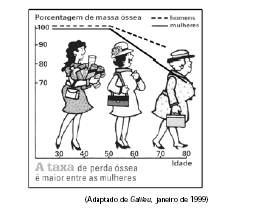 Porcentagem de massa óssea
homens
mulheres
100
90
80
70
30 40 50 60 70 80
Idade
A taxa de perda óssea
é maior entre as mulheres
(Adaptado de Galileu, janeiro de 1999)